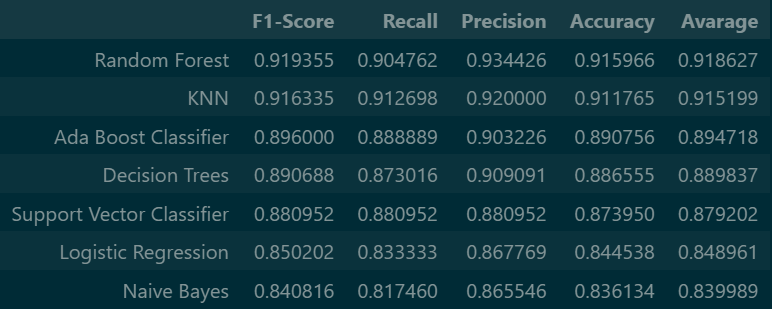 F1-Score Recall Precision Accuracy Avarage
Random Forest 0.919355 0.904762 0.934426 0.915966 0.918627
KNN 0.916335 0.912698 0.920000 0.911765 0.915199
Ada Boost Classifier 0.896000 0.888889 0.903226 0.890756 0.894718
Decision Trees 0.890688 0.873016 0.909091 0.886555 0.889837
Support Vector Classifier 0.880952 0.880952 0.880952 0.873950 0.879202
Logistic Regression 0.850202 0.833333 0.867769 0.844538 0.848961
Naive Bayes 0.840816 0.817460 0.865546 0.836134 0.839989